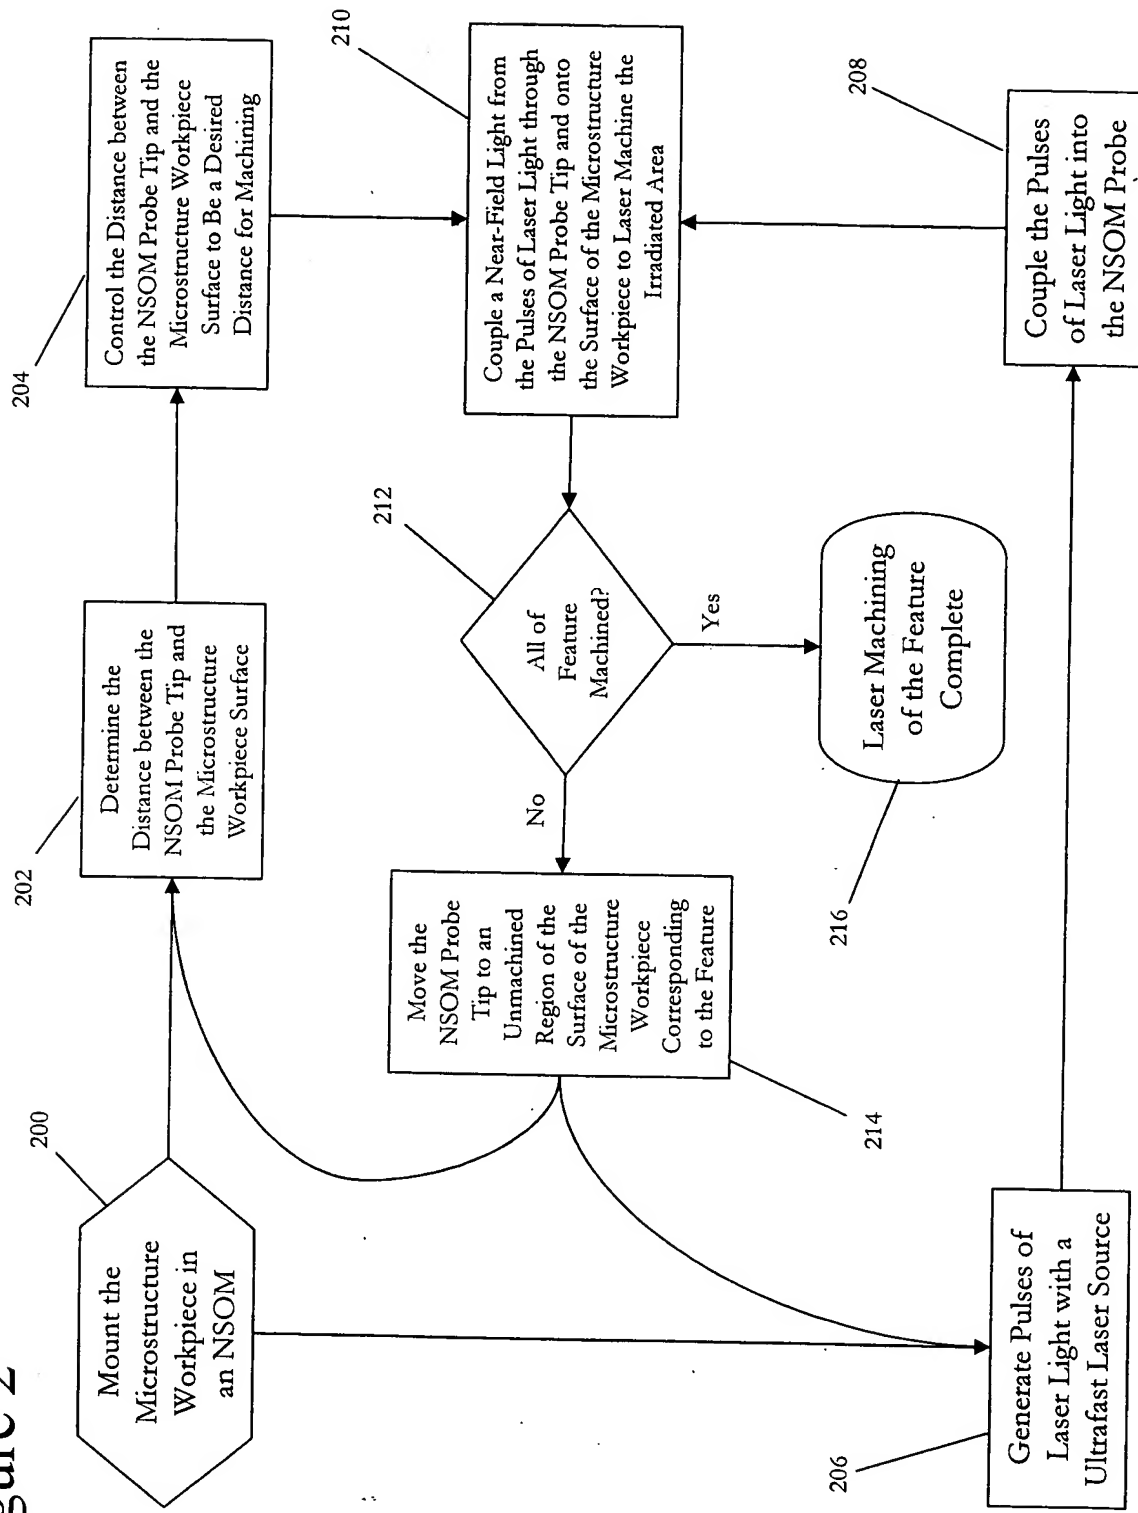 gure 2
200
Mount the
Microstructure
Workpiece in
an NSOM
202
Determine the
Distance between the
NSOM Probe Tip and
the Microstructure
Workpiece Surface
204
Control the Distance between
the NSOM Probe Tip and the
Microstructure Workpiece
Surface to Be a Desired
Distance for Machining
214
Move the
NSOM Probe
Tip to an
Unmachined
Region of the
Surface of the
Microstructure
Workpiece
Corresponding
to the Feature
No
212
All of
Feature
Machined?
Yes
210
Couple a Near-Field Light from
the Pulses of Laser Light through
the NSOM Probe Tip and onto
the Surface of the Microstructure
Workpiece to Laser Machine the
Irradiated Area
216
Laser Machining
of the Feature
Complete
206
Generate Pulses of
Laser Light with a
Ultrafast Laser Source
208
Couple the Pulses
of Laser Light into
the NSOM Probe